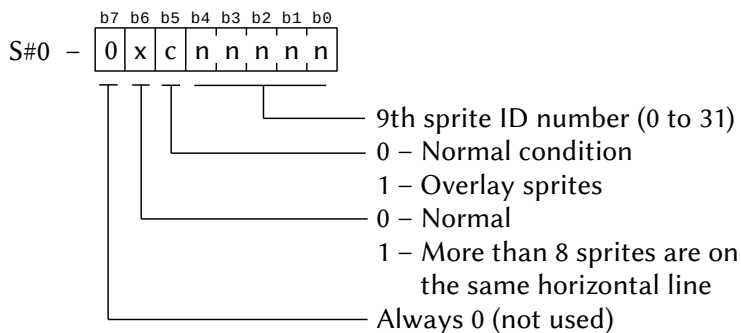 b7 b6 b5 b4 b3 b2 b1 b0
S#0 – 0 x c n n n n n
9th sprite ID number (0 to 31)
0 – Normal condition
1 – Overlay sprites
0 – Normal
1 – More than 8 sprites are on
the same horizontal line
Always 0 (not used)